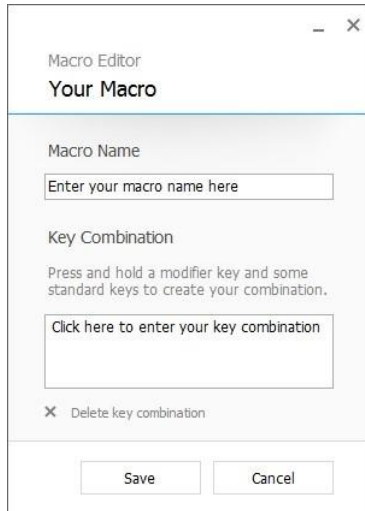 Macro Editor
Your Macro
Macro Name
Enter your macro name here
Key Combination
Press and hold a modifier key and some
standard keys to create your combination.
Click here to enter your key combination
Delete key combination
Save
Cancel